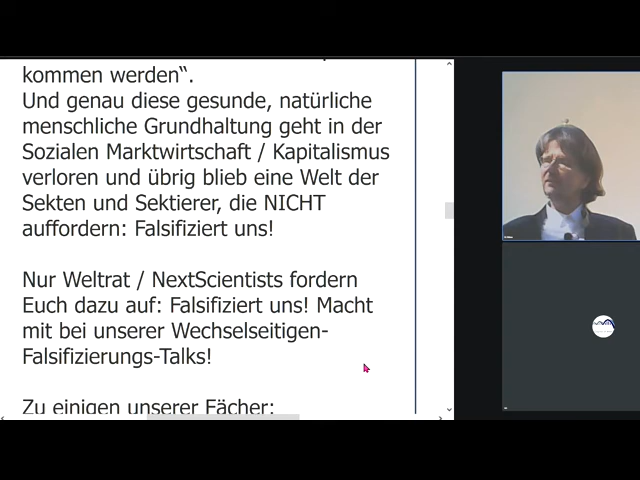 kommen werden“.
Und genau diese gesunde, natürliche
menschliche Grundhaltung geht in der
Sozialen Marktwirtschaft / Kapitalismus
verloren und übrig blieb eine Welt der
Sekten und Sektierer, die NICHT
auffordern: Falsifiziert uns!
Nur Weltrat / NextScientists fordern
Euch dazu auf: Falsifiziert uns! Macht
mit bei unserer Wechselseitigen-
Falsifizierungs-Talks!
Zu einigen unserer Fächer: